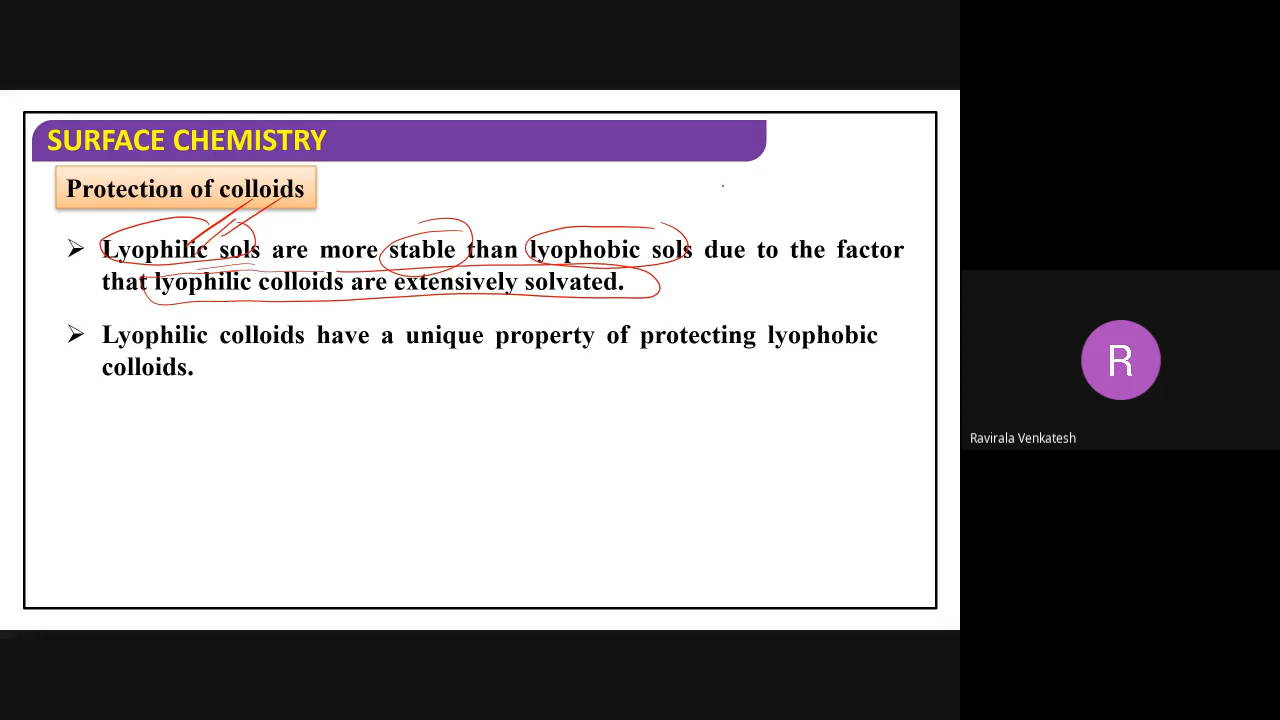 SURFACE CHEMISTRY
Protection of colloids
➢ Lyophilic sols are more stable than lyophobic sols due to the factor
that lyophilic colloids are extensively solvated.
➢ Lyophilic colloids have a unique property of protecting lyophobic
colloids.
R
Ravirala Venkatesh